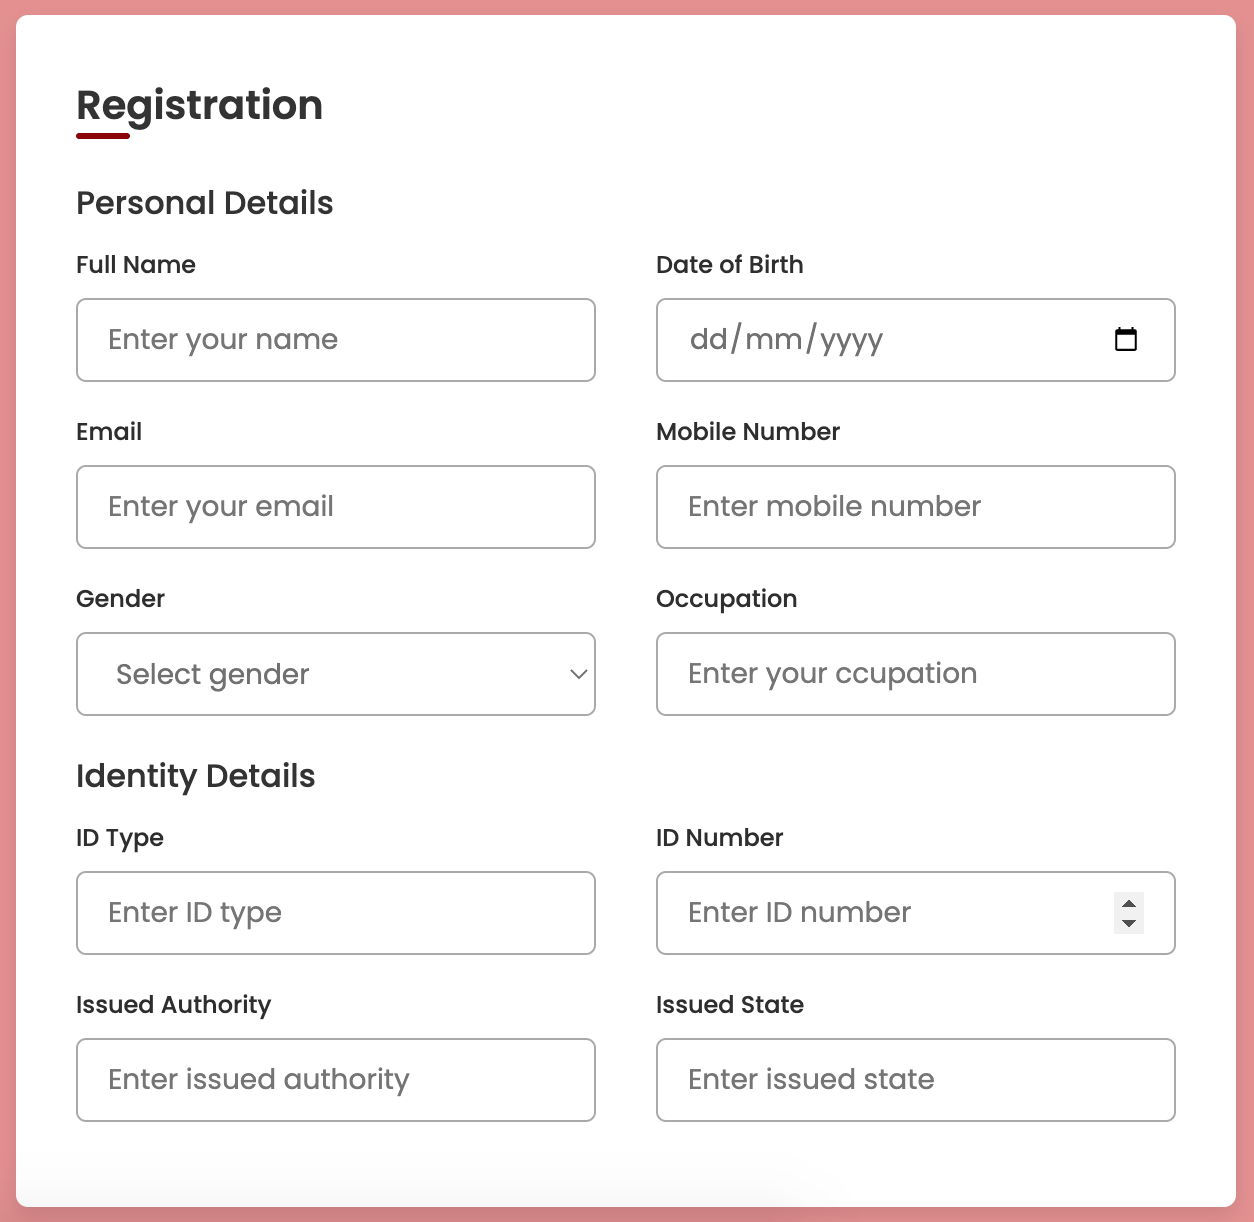 Registration
Personal Details
Full Name
Date of Birth
Enter your name
dd/mm/yyyy
Email
Mobile Number
Enter your email
Enter mobile number
Gender
Occupation
Select gender
Enter your ccupation
Identity Details
ID Type
ID Number
Enter ID type
Enter ID number
Issued Authority
Issued State
Enter issued authority
Enter issued state